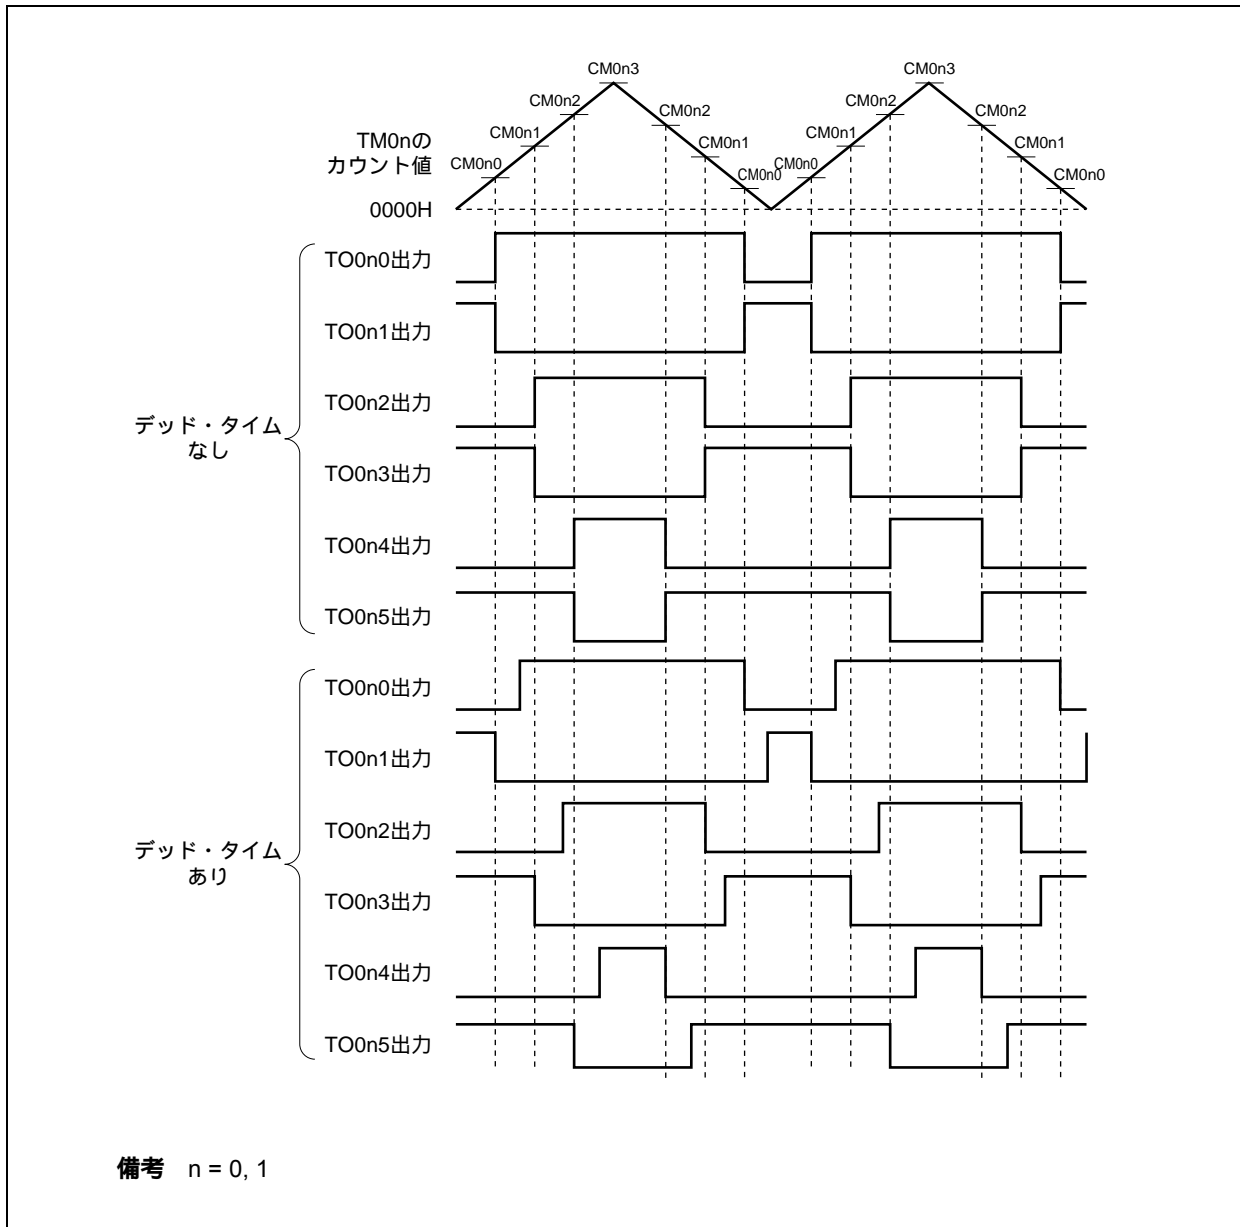 CM0n3
CM0n3
CM0n2
CM0n2
CM0n2
CM0n2
CM0n1
CM0n1
CM0n1
CM0n1
TM0nの
カウント値
CM0n0
CM0n0
CM0n0
CM0n0
0000H
デッド・タイム
なし
TO0n0出力
TO0n1出力
TO0n2出力
TO0n3出力
TO0n4出力
TO0n5出力
デッド・タイム
あり
TO0n0出力
TO0n1出力
TO0n2出力
TO0n3出力
TO0n4出力
TO0n5出力
備考 n = 0, 1